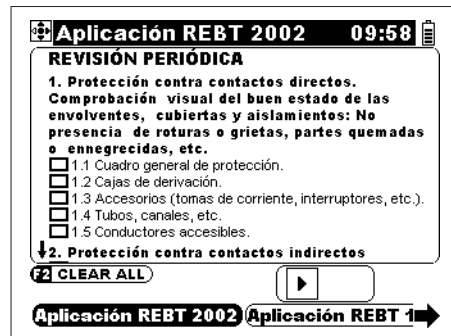 Aplicación REBT 2002 09:58
REVISIÓN PERIÓDICA
1. Protección contra contactos directos.
Comprobación visual del buen estado de las
envolventes, cubiertas y aislamientos: No
presencia de roturas o grietas, partes quemadas
o ennegrecidas, etc.
1.1 Cuadro general de protección.
1.2 Cajas de derivación.
1.3 Accesorios (tomas de corriente, interruptores, etc.).
1.4 Tubos, canales, etc.
1.5 Conductores accesibles.
2. Protección contra contactos indirectos
F2 CLEAR ALL
Aplicación REBT 2002 Aplicación REBT 1